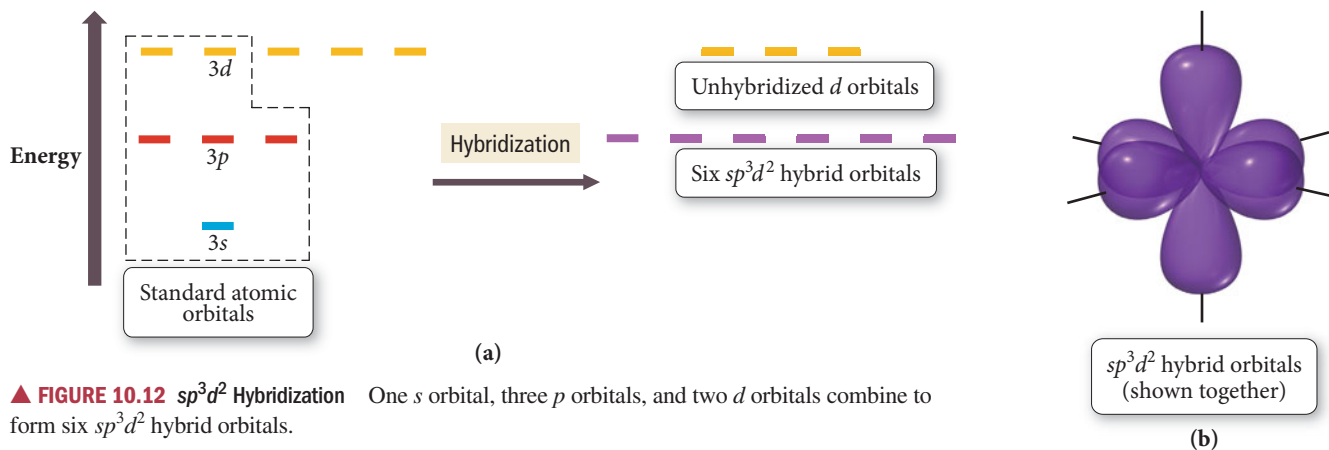 Energy
3d
3p
3s
Standard atomic
orbitals
Hybridization
Unhybridized d orbitals
Six sp³d² hybrid orbitals
(a)
sp³d² hybrid orbitals
(shown together)
(b)
▲ FIGURE 10.12 sp³d² Hybridization One s orbital, three p orbitals, and two d orbitals combine to
form six sp³d² hybrid orbitals.